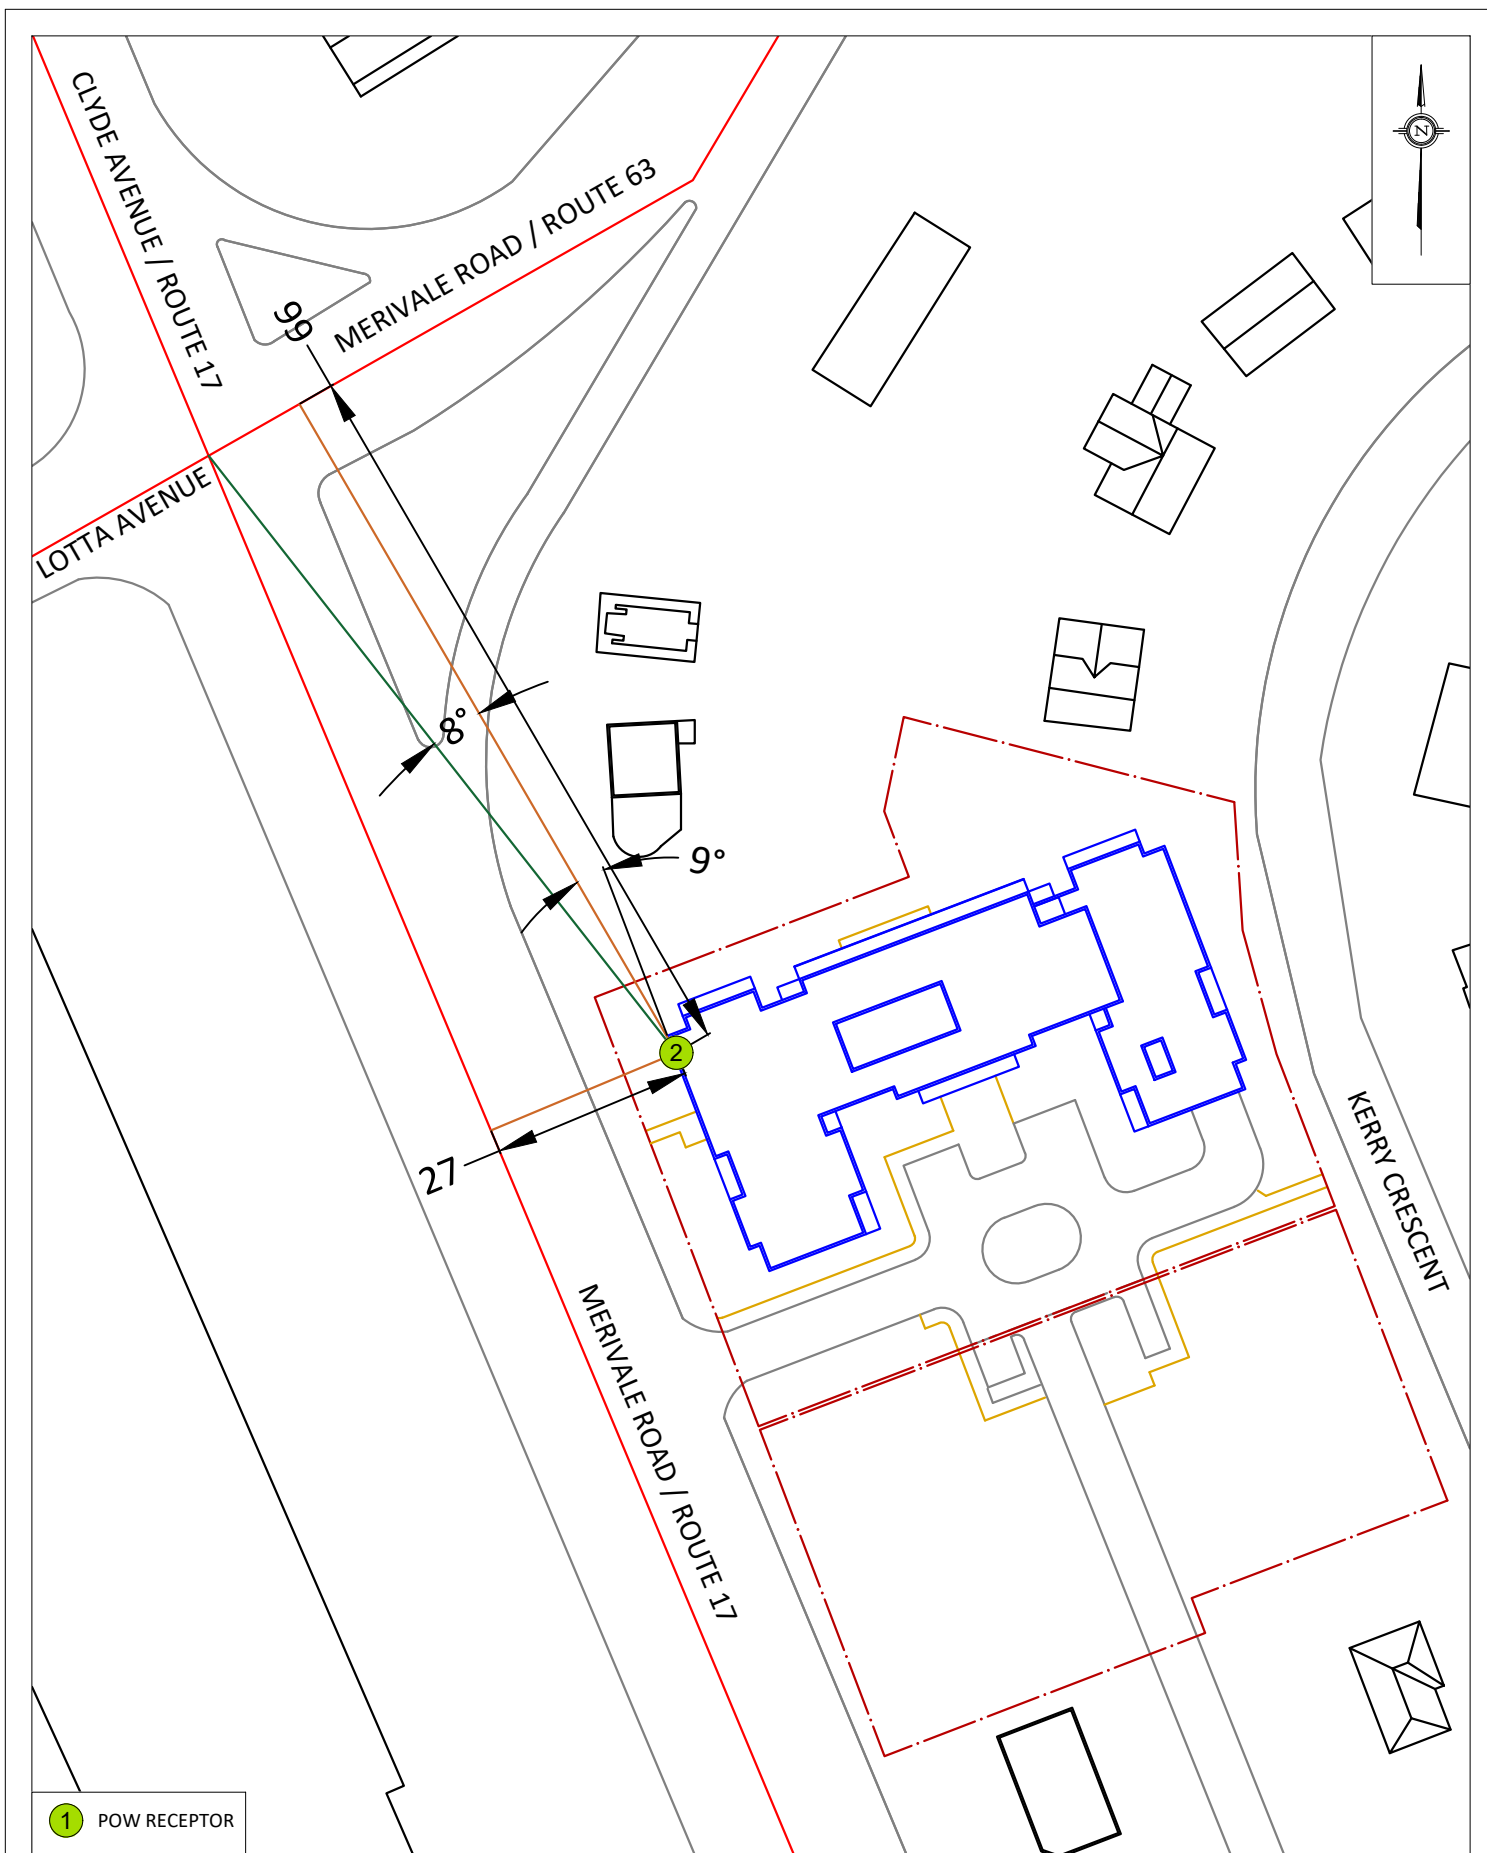 CLYDE AVENUE / ROUTE 17
N
MERIVALE ROAD / ROUTE 63
99
LOTTA AVENUE
8°
9°
2
27
KERRY CRESCENT
MERIVALE ROAD / ROUTE 17
1 POW RECEPTOR